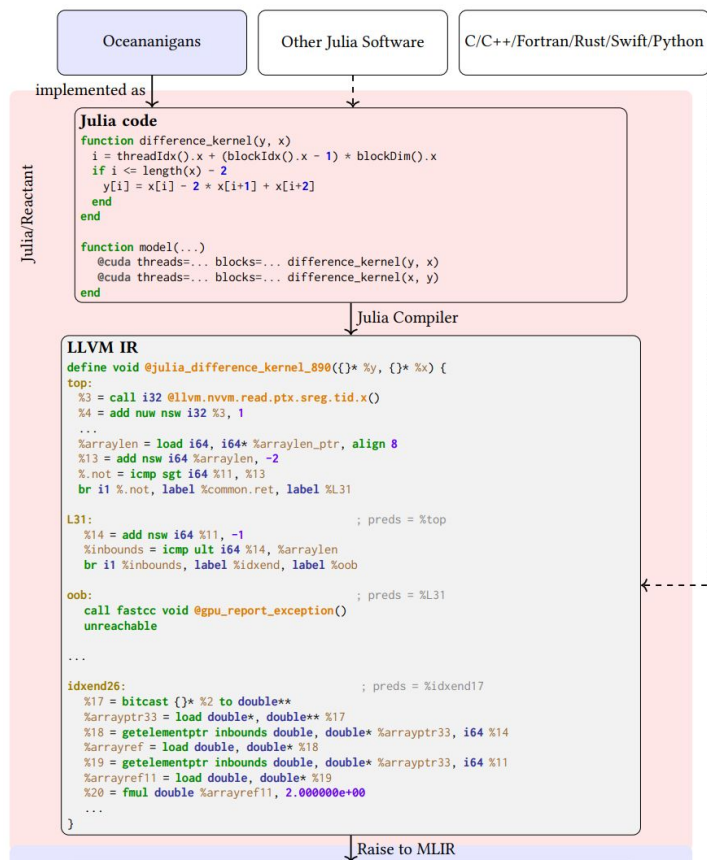 Oceananigans
Other Julia Software
C/C++/Fortran/Rust/Swift/Python
implemented as
Julia/Reactant
Julia code
function difference_kernel(y, x)
  i = threadIdx().x + (blockIdx().x - 1) * blockDim().x
  if i <= length(x) - 2
    y[i] = x[i] - 2 * x[i+1] + x[i+2]
  end
end
function model(...)
  @cuda threads=... blocks=... difference_kernel(y, x)
  @cuda threads=... blocks=... difference_kernel(x, y)
end
Julia Compiler
LLVM IR
define void @julia_difference_kernel_890({}* %y, {}* %x) {
top:
  %3 = call i32 @llvm.nvvm.read.ptx.sreg.tid.x()
  %4 = add nuw nsw i32 %3, 1
  ...
  %arraylen = load i64, i64* %arraylen_ptr, align 8
  %13 = add nsw i64 %arraylen, -2
  %.not = icmp sgt i64 %11, %13
  br i1 %.not, label %common.ret, label %L31
L31: ; preds = %top
  %14 = add nsw i64 %11, -1
  %inbounds = icmp ult i64 %14, %arraylen
  br i1 %inbounds, label %idxend, label %oob
oob: ; preds = %L31
  call fastcc void @gpu_report_exception()
  unreachable
...
idxend26: ; preds = %idxend17
  %17 = bitcast {}* %2 to double**
  %arrayptr33 = load double*, double** %17
  %18 = getelementptr inbounds double, double* %arrayptr33, i64 %14
  %arrayref = load double, double* %18
  %19 = getelementptr inbounds double, double* %arrayptr33, i64 %11
  %arrayref11 = load double, double* %19
  %20 = fmul double %arrayref11, 2.000000e+00
  ...
}
Raise to MLIR